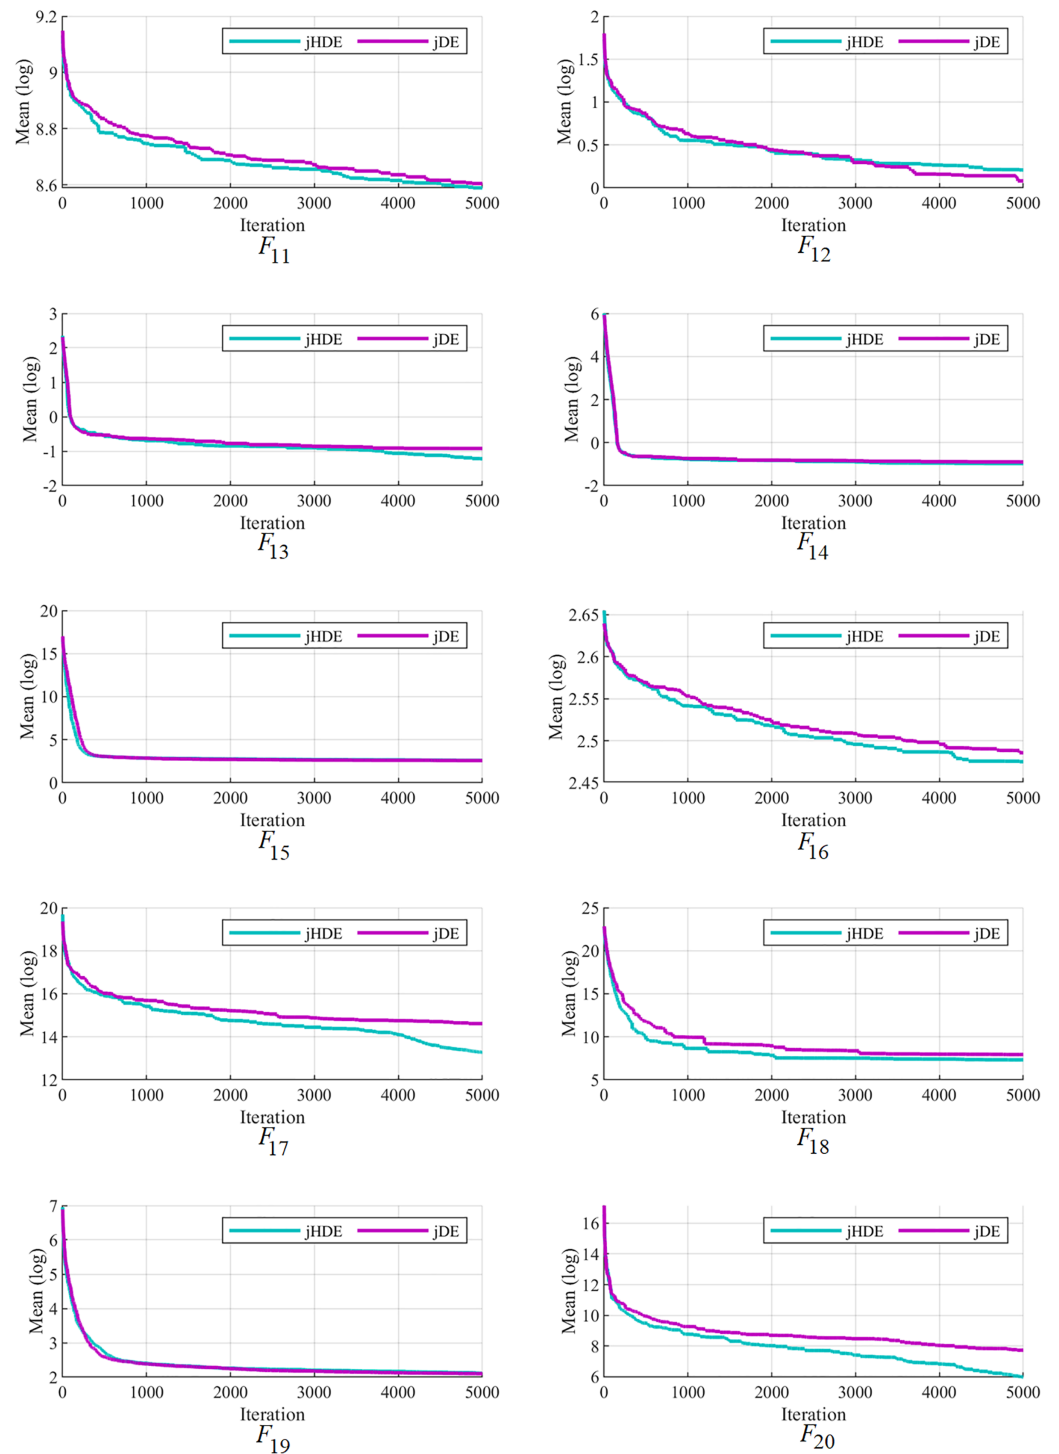 9.2
9
8.8
8.6
Mean (log)
jHDE jDE
0 1000 2000 3000 4000 5000
Iteration
F11
2
1.5
1
0.5
0
Mean (log)
jHDE jDE
0 1000 2000 3000 4000 5000
Iteration
F12
3
2
1
0
-1
-2
Mean (log)
jHDE jDE
0 1000 2000 3000 4000 5000
Iteration
F13
6
4
2
0
-2
Mean (log)
jHDE jDE
0 1000 2000 3000 4000 5000
Iteration
F14
20
15
10
5
0
Mean (log)
jHDE jDE
0 1000 2000 3000 4000 5000
Iteration
F15
2.65
2.6
2.55
2.5
2.45
Mean (log)
jHDE jDE
0 1000 2000 3000 4000 5000
Iteration
F16
20
18
16
14
12
Mean (log)
jHDE jDE
0 1000 2000 3000 4000 5000
Iteration
F17
25
20
15
10
5
Mean (log)
jHDE jDE
0 1000 2000 3000 4000 5000
Iteration
F18
7
6
5
4
3
2
Mean (log)
jHDE jDE
0 1000 2000 3000 4000 5000
Iteration
F19
16
14
12
10
8
6
Mean (log)
jHDE jDE
0 1000 2000 3000 4000 5000
Iteration
F20